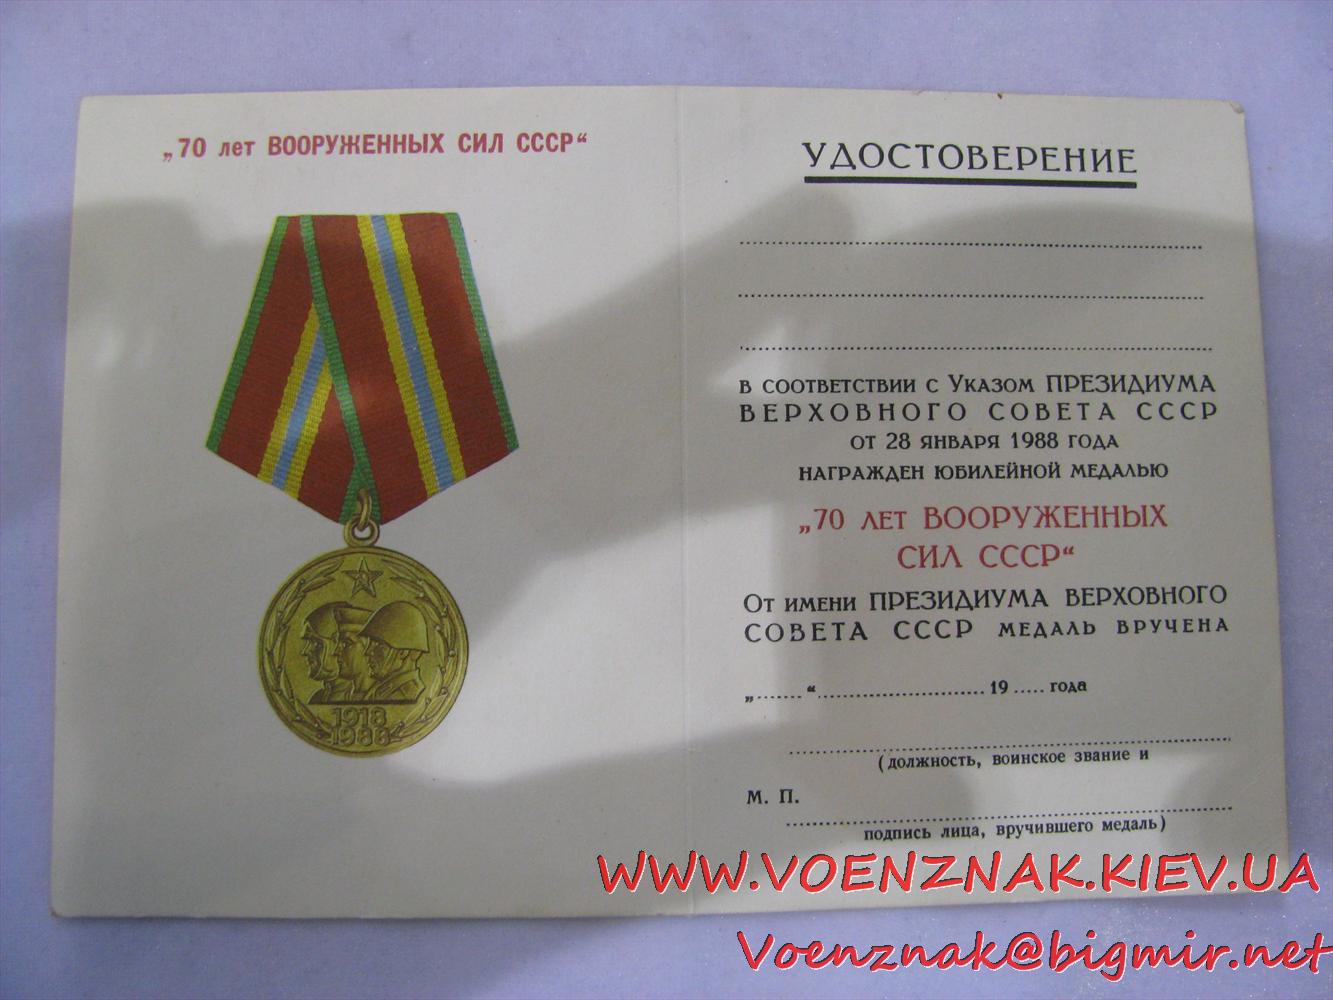 „70 лет ВООРУЖЕННЫХ СИЛ СССР“
1918
1988
УДОСТОВЕРЕНИЕ
В СООТВЕТСТВИИ С УКАЗОМ ПРЕЗИДИУМА
ВЕРХОВНОГО СОВЕТА СССР
ОТ 28 ЯНВАРЯ 1988 ГОДА
НАГРАЖДЕН ЮБИЛЕЙНОЙ МЕДАЛЬЮ
„70 ЛЕТ ВООРУЖЕННЫХ
СИЛ СССР“
ОТ ИМЕНИ ПРЕЗИДИУМА ВЕРХОВНОГО
СОВЕТА СССР МЕДАЛЬ ВРУЧЕНА
„.......“ ........................ 19 ..... года
(должность, воинское звание и
М. П.
подпись лица, вручившего медаль)
WWW.VOENZNAK.KIEV.UA
Voenznak@bigmir.net